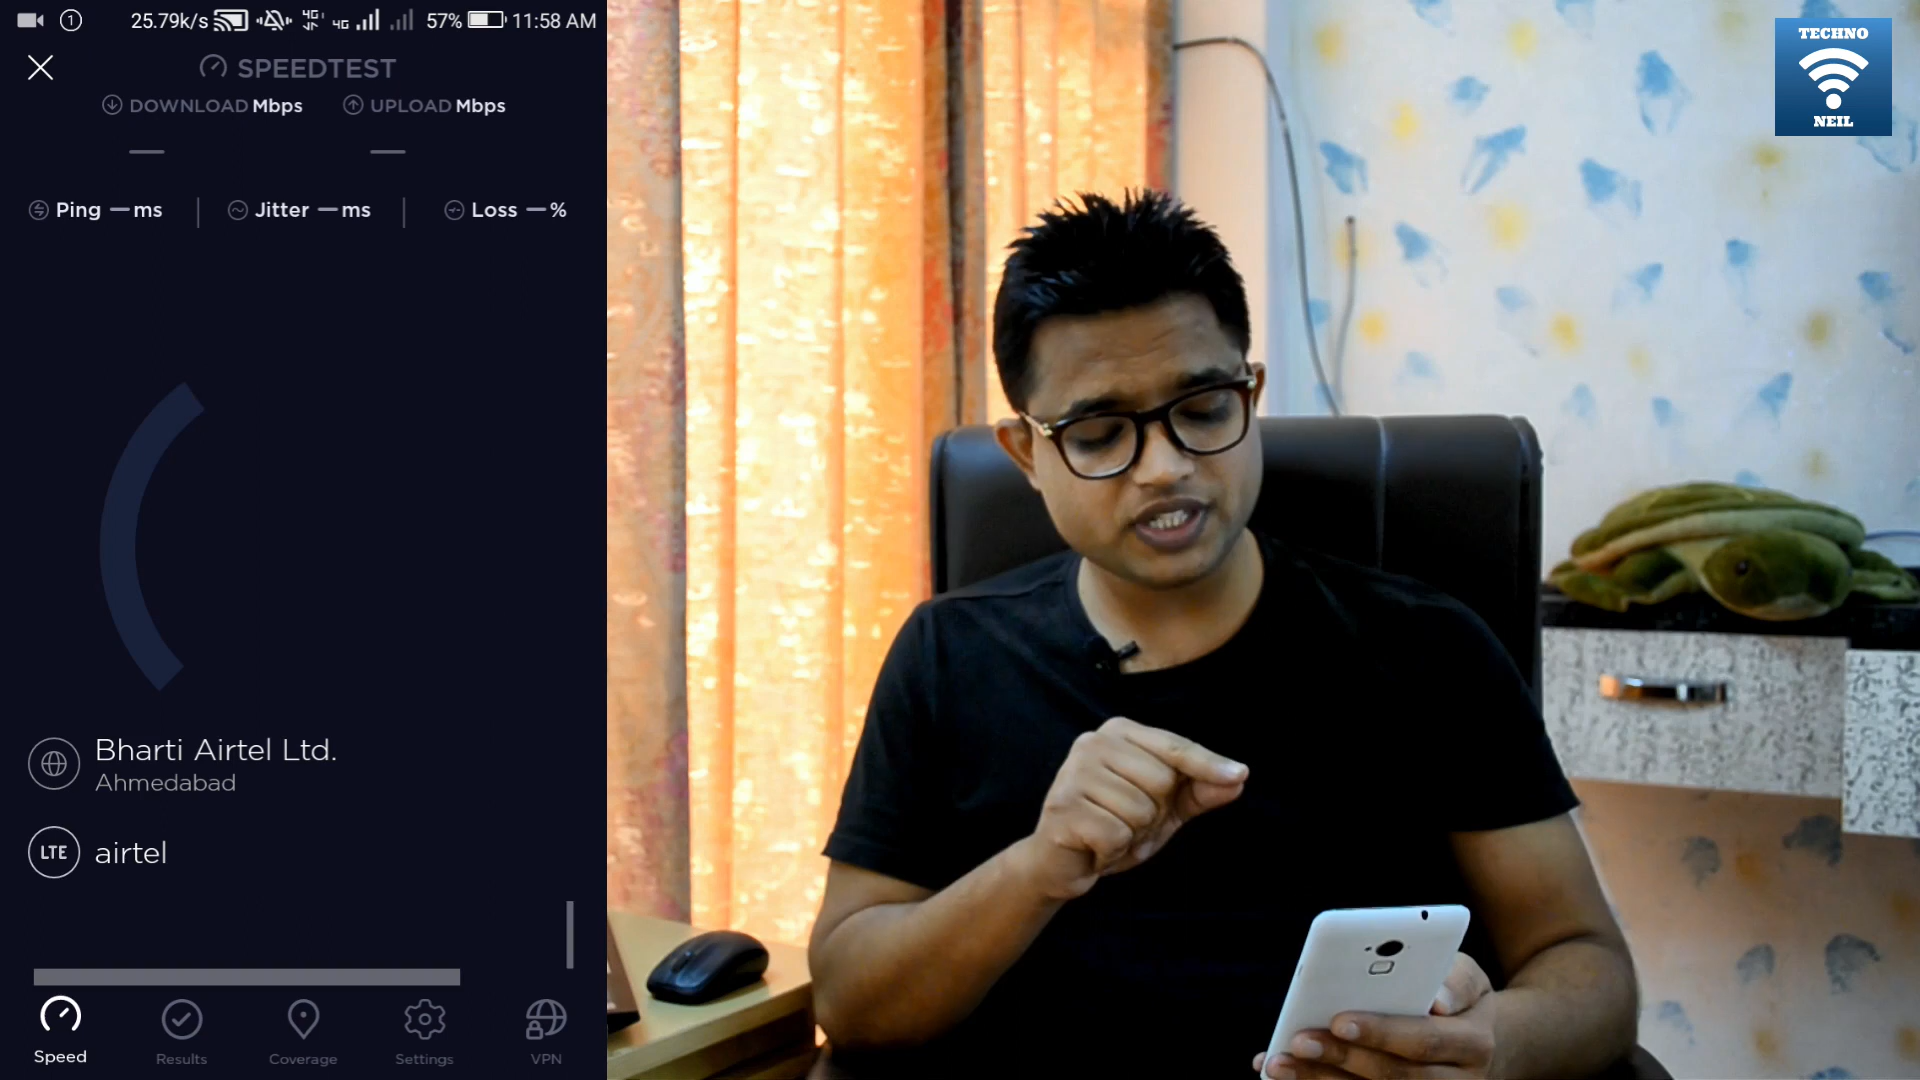 1 25.79k/s 4G 4G 57% 11:58 AM
SPEEDTEST
DOWNLOAD Mbps UPLOAD Mbps
Ping — ms Jitter — ms Loss — %
Bharti Airtel Ltd.
Ahmedabad
LTE airtel
Speed Results Coverage Settings VPN
TECHNO
NEIL